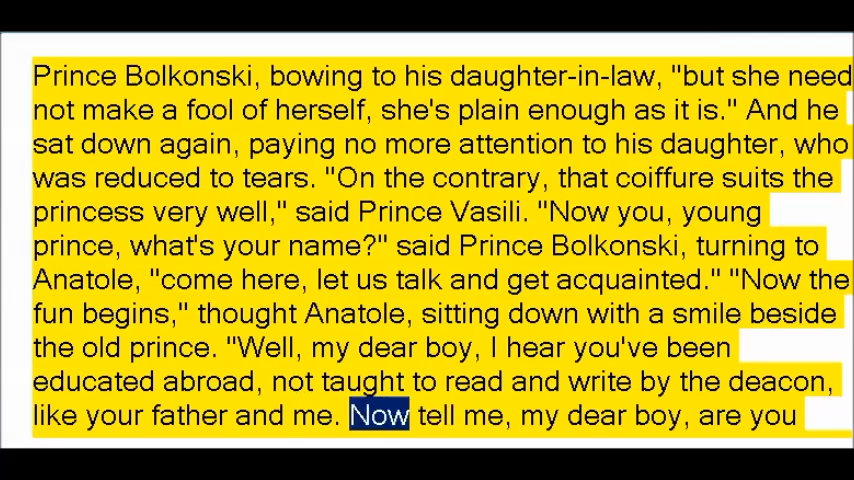 Prince Bolkonski, bowing to his daughter-in-law, "but she need
not make a fool of herself, she's plain enough as it is." And he
sat down again, paying no more attention to his daughter, who
was reduced to tears. "On the contrary, that coiffure suits the
princess very well," said Prince Vasili. "Now you, young
prince, what's your name?" said Prince Bolkonski, turning to
Anatole, "come here, let us talk and get acquainted." "Now the
fun begins," thought Anatole, sitting down with a smile beside
the old prince. "Well, my dear boy, I hear you've been
educated abroad, not taught to read and write by the deacon,
like your father and me. Now tell me, my dear boy, are you